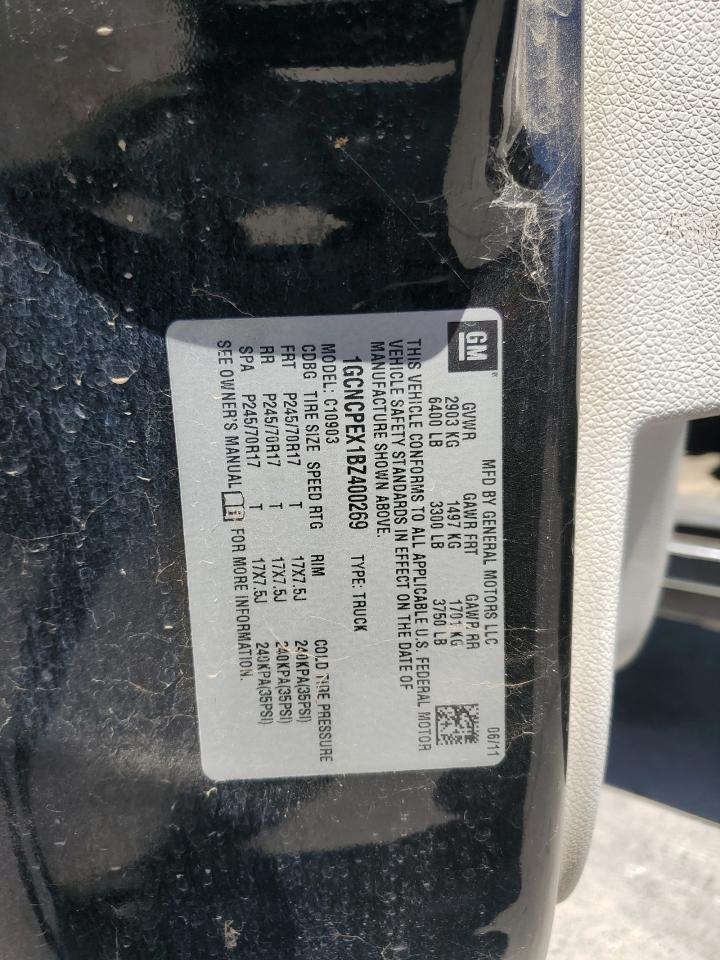 GM
MFD BY GENERAL MOTORS LLC 06/11
GVWR GAWR FRT GAWR RR
2903 KG 1497 KG 1701 KG
6400 LB 3300 LB 3750 LB
THIS VEHICLE CONFORMS TO ALL APPLICABLE U.S. FEDERAL MOTOR
VEHICLE SAFETY STANDARDS IN EFFECT ON THE DATE OF
MANUFACTURE SHOWN ABOVE.
1GCNCPEX1BZ400269 TYPE: TRUCK
MODEL: C10903
CDBG TIRE SIZE SPEED RTG RIM COLD TIRE PRESSURE
FRT P245/70R17 T 17X7.5J 240KPA(35PSI)
RR P245/70R17 T 17X7.5J 240KPA(35PSI)
SPA P245/70R17 T 17X7.5J 240KPA(35PSI)
SEE OWNER'S MANUAL FOR MORE INFORMATION.